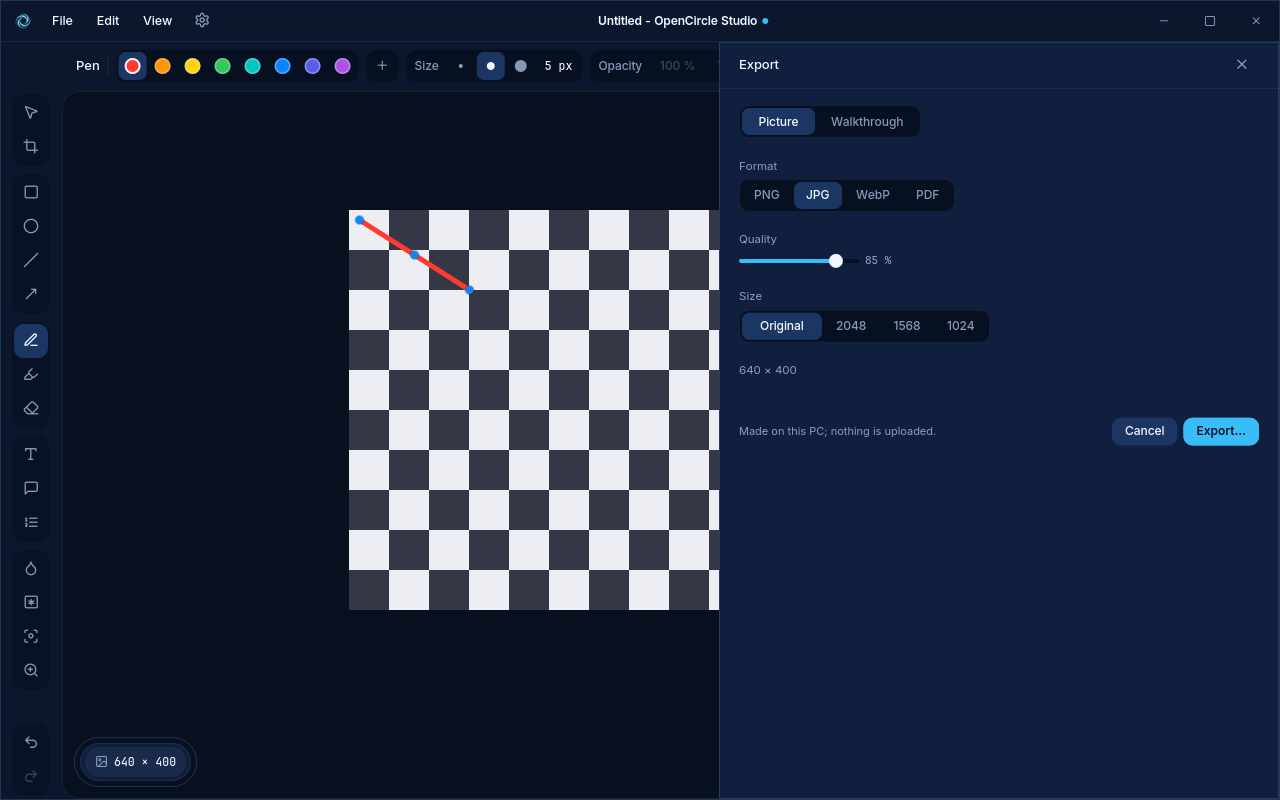 File Edit View
Untitled - OpenCircle Studio
Pen
Size
5 px
Opacity
100 %
Export
Picture Walkthrough
Format
PNG JPG WebP PDF
Quality
85 %
Size
Original 2048 1568 1024
640 × 400
Made on this PC; nothing is uploaded.
Cancel Export...
640 × 400